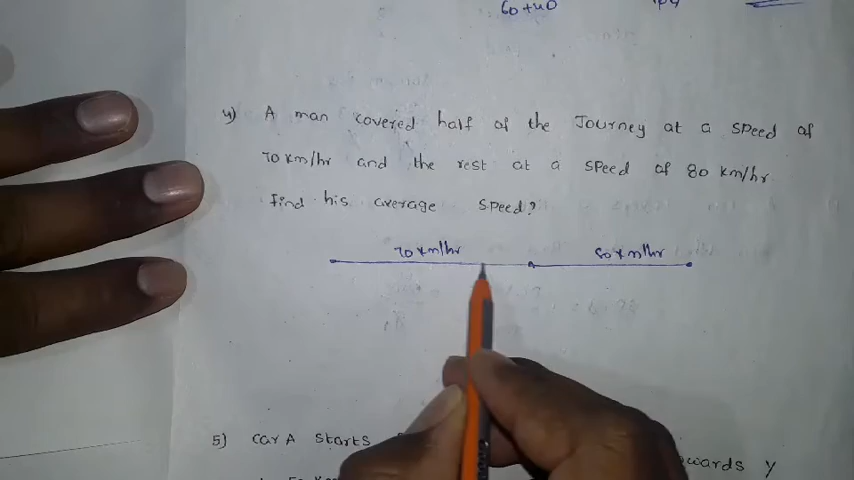 60+40
4) A man covered half of the Journey at a speed of
70 km/hr and the rest at a speed of 80 km/hr
find his average speed?
70 km/hr 80 km/hr
5) car A starts
towards Y